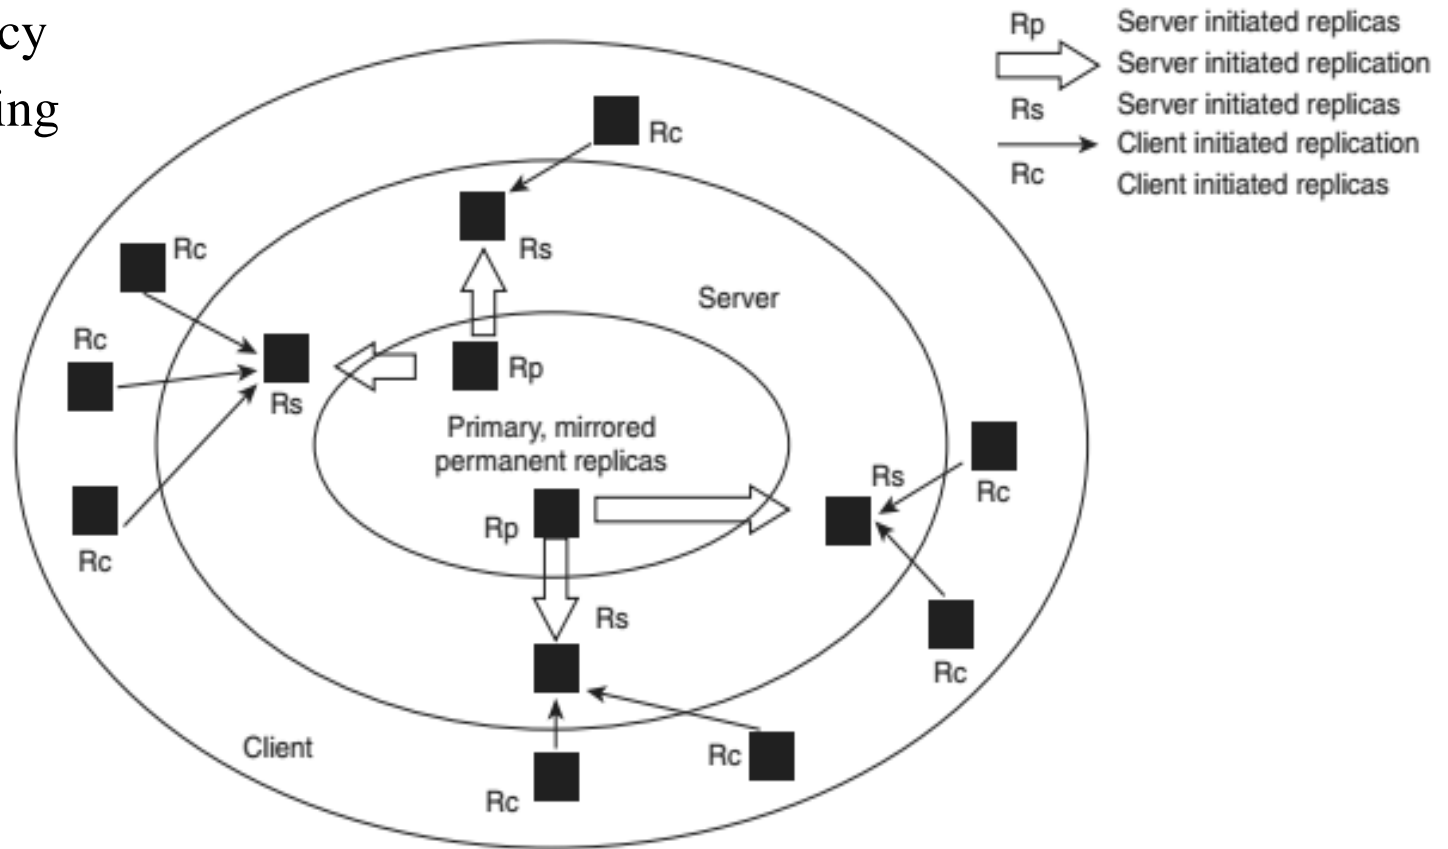 cy
ing
Rp Server initiated replicas
Server initiated replication
Rs Server initiated replicas
Client initiated replication
Rc Client initiated replicas
Rc
Rs
Rc
Server
Rc
Rp
Rs
Primary, mirrored
permanent replicas
Rs
Rc
Rp
Rc
Rs
Rc
Client
Rc
Rc